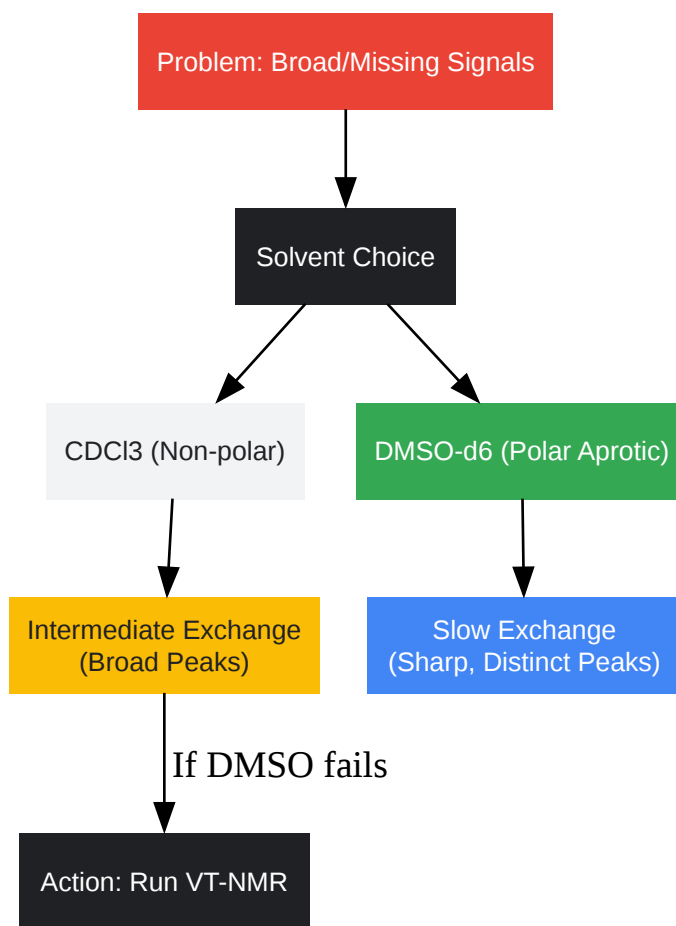 Problem: Broad/Missing Signals
Solvent Choice
CDCl3 (Non-polar)
DMSO-d6 (Polar Aprotic)
Intermediate Exchange
(Broad Peaks)
Slow Exchange
(Sharp, Distinct Peaks)
If DMSO fails
Action: Run VT-NMR